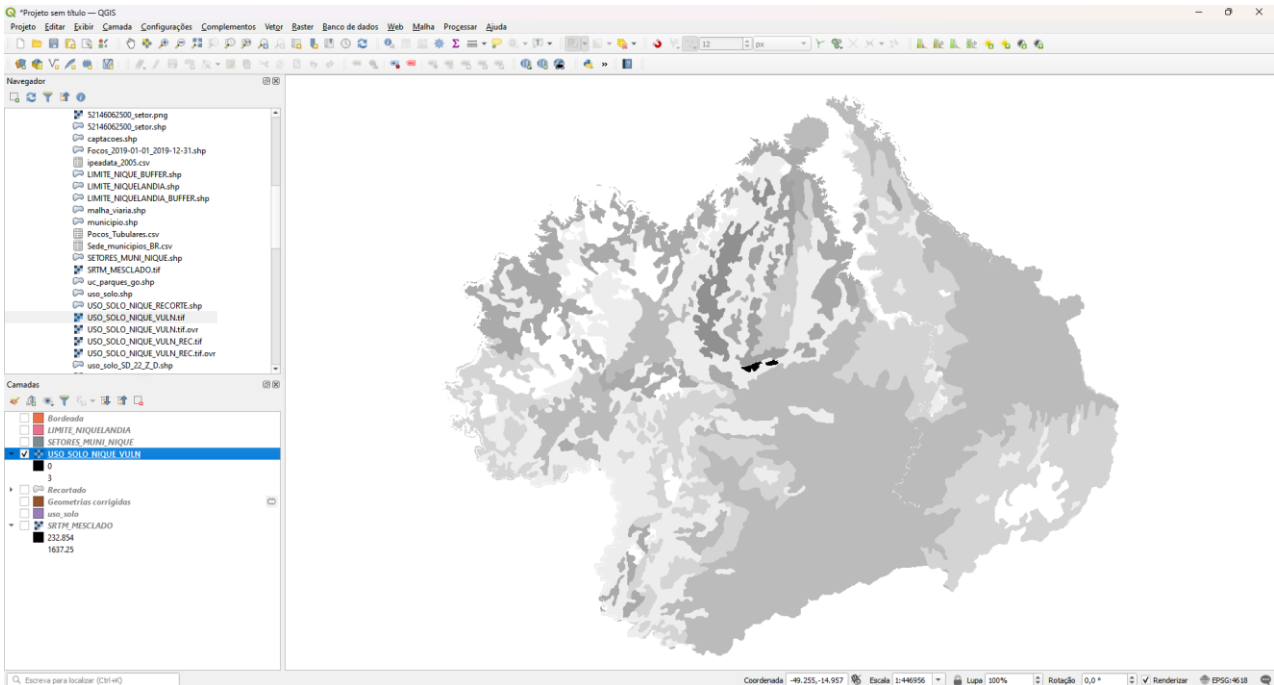 *Projeto sem título — QGIS
Projeto Editar Exibir Camada Configurações Complementos Vetor Raster Banco de dados Web Malha Processar Ajuda
12 px
Navegador
52146062500_setor.png
52146062500_setor.shp
captacoes.shp
Focos_2019-01-01_2019-12-31.shp
ipeadata_2005.csv
LIMITE_NIQUE_BUFFER.shp
LIMITE_NIQUELANDIA.shp
LIMITE_NIQUELANDIA_BUFFER.shp
malha_viaria.shp
municipio.shp
Pocos_Tubulares.csv
Sede_municipios_BR.csv
SETORES_MUNI_NIQUE.shp
SRTM_MESCLADO.tif
uc_parques_go.shp
uso_solo.shp
USO_SOLO_NIQUE_RECORTE.shp
USO_SOLO_NIQUE_VULN.tif
USO_SOLO_NIQUE_VULN.tif.ovr
USO_SOLO_NIQUE_VULN_REC.tif
USO_SOLO_NIQUE_VULN_REC.tif.ovr
uso_solo_SD_22_Z_D.shp
Camadas
Bordeada
LIMITE_NIQUELANDIA
SETORES_MUNI_NIQUE
USO_SOLO_NIQUE_VULN
0
3
Recortado
Geometrias corrigidas
uso_solo
SRTM_MESCLADO
232.854
1637.25
Escreva para localizar (Ctrl+K)
Coordenada -49.255,-14.957 Escala 1:446956 Lupa 100% Rotação 0,0 ° Renderizar EPSG:4618